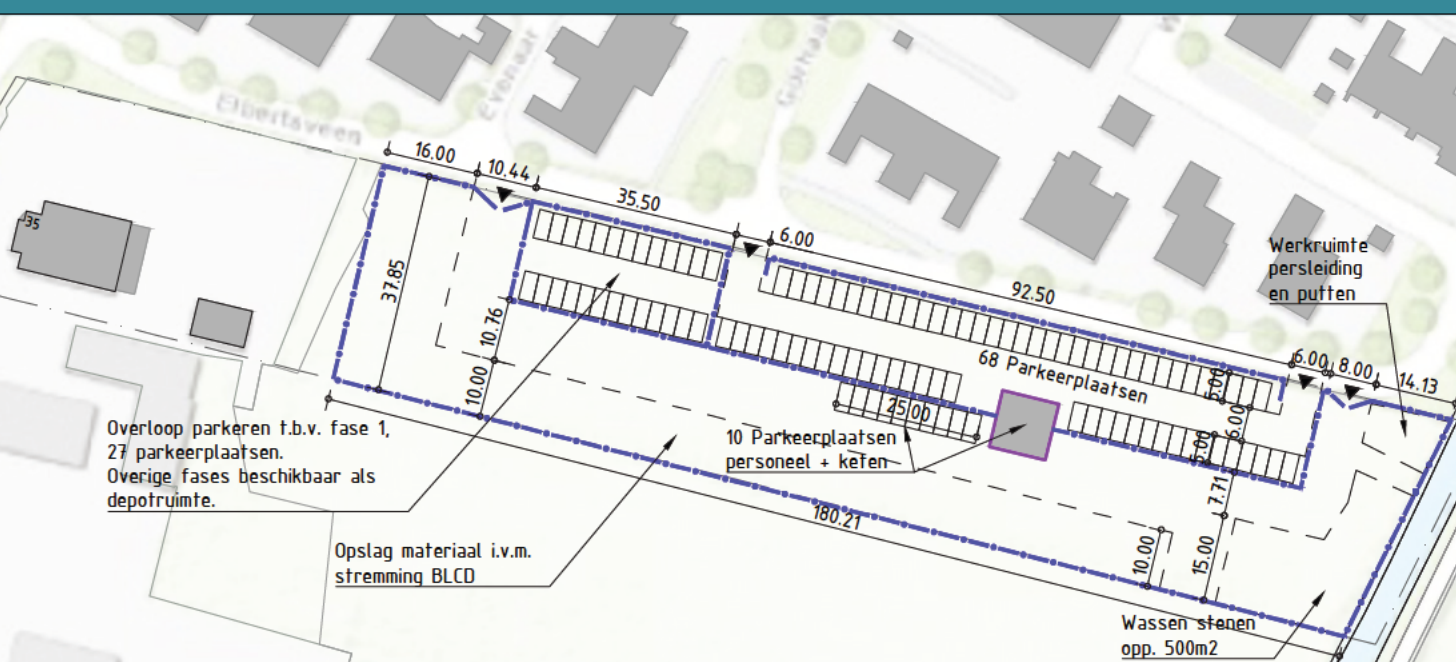 Elbertsveen
Evenaar
35
16.00
10.44
35.50
6.00
92.50
6.00
8.00
14.13
37.85
10.76
10.00
68 Parkeerplaatsen
25.00
5.00
6.00
5.00
7.71
10.00
15.00
180.21
Werkruimte
persleiding
en putten
Overloop parkeren t.b.v. fase 1,
27 parkeerplaatsen.
Overige fases beschikbaar als
depotruimte.
10 Parkeerplaatsen
personeel + keten
Opslag materiaal i.v.m.
stremming BLCD
Wassen stenen
opp. 500m2